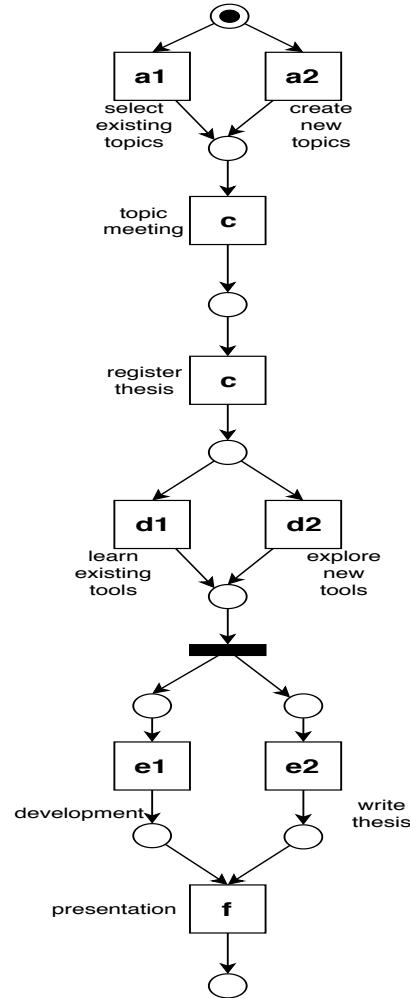 a1
a2
select
existing
topics
create
new
topics
topic
meeting
c
register
thesis
c
d1
d2
learn
existing
tools
explore
new
tools
e1
e2
development
write
thesis
presentation
f